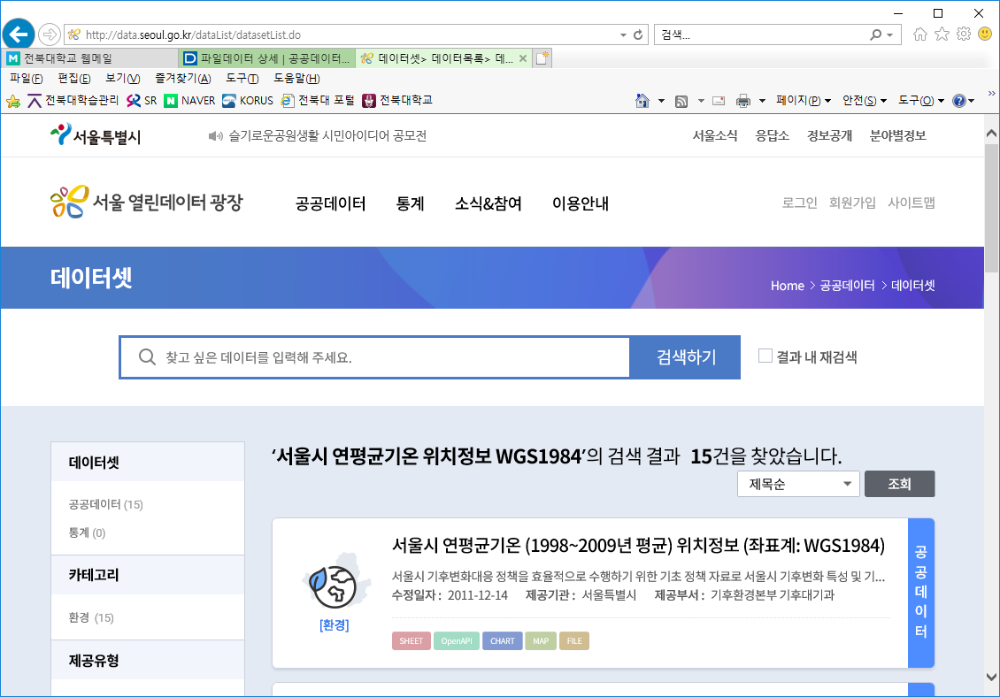 http://data.seoul.go.kr/dataList/datasetList.do
검색...
전북대학교 웹메일
파일데이터 상세 | 공공데이터...
데이터셋> 데이터목록> 데...
파일(F) 편집(E) 보기(V) 즐겨찾기(A) 도구(T) 도움말(H)
전북대학습관리 SR NAVER KORUS 전북대 포털 전북대학교
페이지(P) 안전(S) 도구(O)
서울특별시
슬기로운공원생활 시민아이디어 공모전
서울소식 응답소 정보공개 분야별정보
서울 열린데이터 광장
공공데이터 통계 소식&참여 이용안내
로그인 회원가입 사이트맵
데이터셋
Home > 공공데이터 > 데이터셋
찾고 싶은 데이터를 입력해 주세요.
검색하기
결과 내 재검색
데이터셋
공공데이터 (15)
통계 (0)
카테고리
환경 (15)
제공유형
‘서울시 연평균기온 위치정보 WGS1984’의 검색 결과 15건을 찾았습니다.
제목순
조회
서울시 연평균기온 (1998~2009년 평균) 위치정보 (좌표계: WGS1984)
서울시 기후변화대응 정책을 효율적으로 수행하기 위한 기초 정책 자료로 서울시 기후변화 특성 및 기...
수정일자 : 2011-12-14 제공기관 : 서울특별시 제공부서 : 기후환경본부 기후대기과
[환경]
SHEET OpenAPI CHART MAP FILE
공공데이터